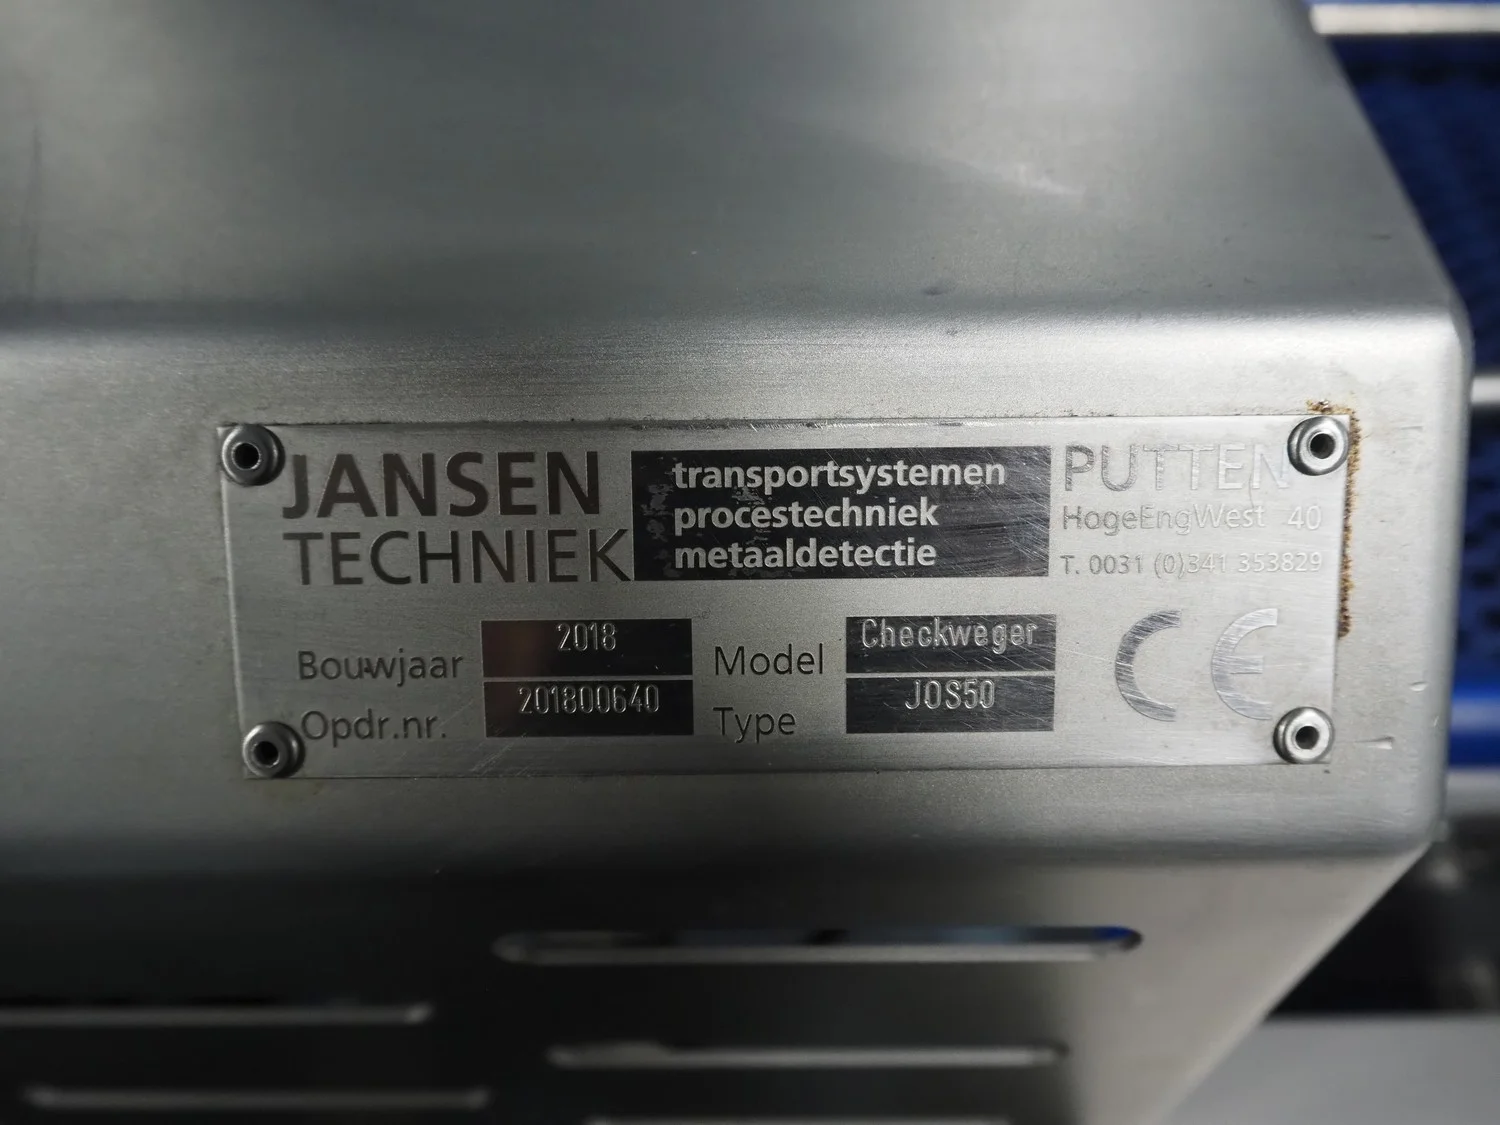 JANSEN
TECHNIEK
transportsystemen
procestechniek
metaaldetectie
PUTTEN
HogeEngWest 40
T. 0031 (0)341 353829
Bouwjaar 2018
Opdr.nr. 201800640
Model Checkweger
Type JOS50
CE